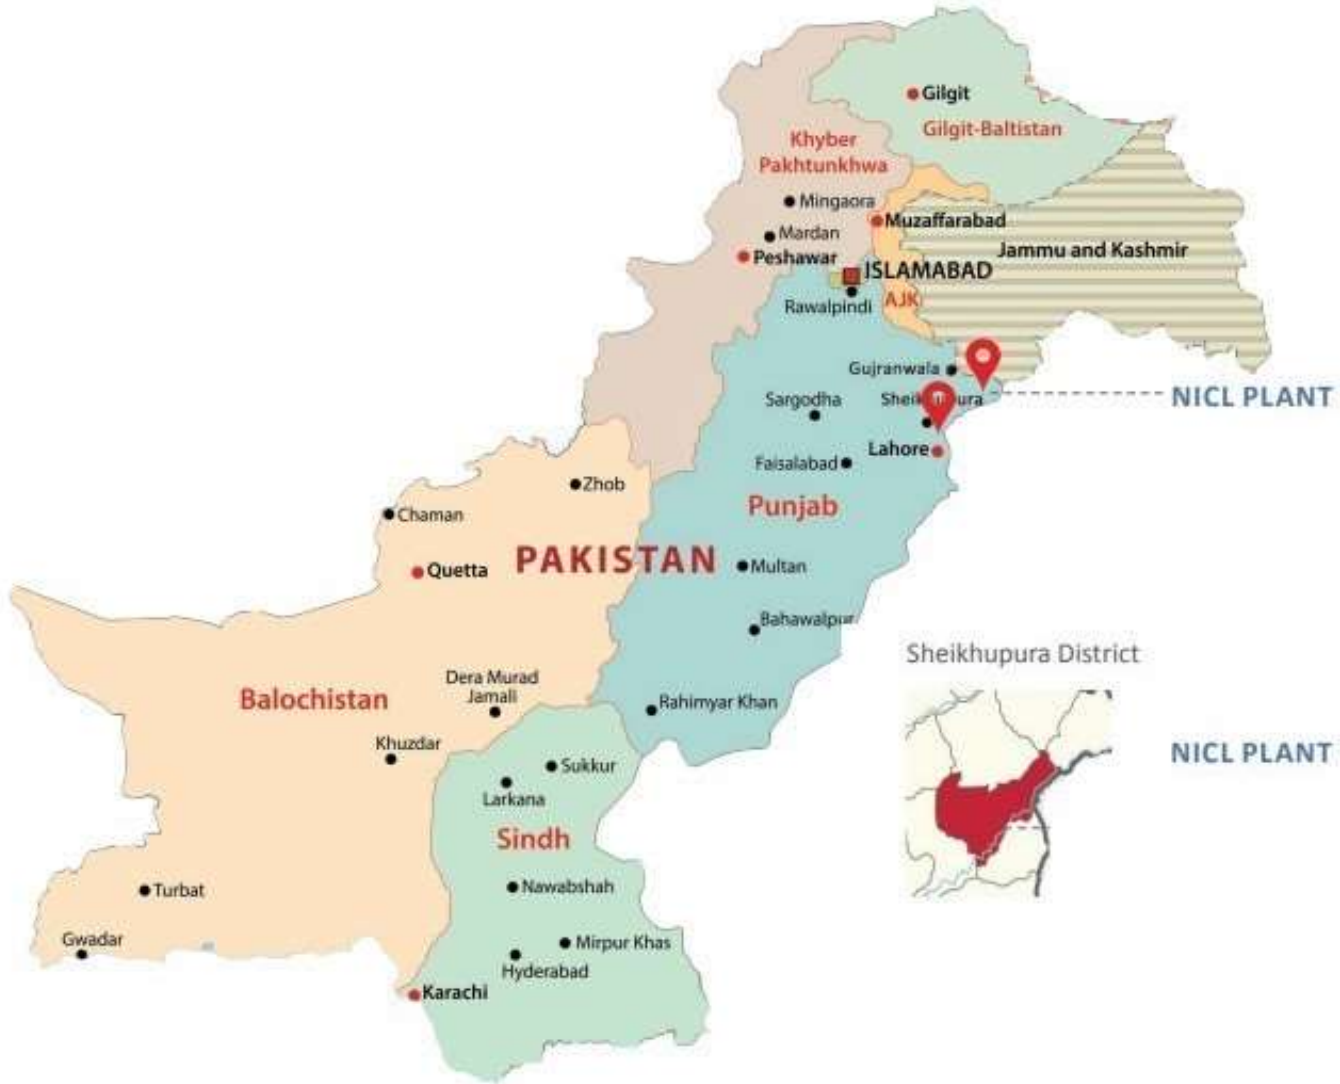 Gilgit
Gilgit-Baltistan
Khyber
Pakhtunkhwa
Mingaora
Muzaffarabad
Mardan
Jammu and Kashmir
Peshawar
ISLAMABAD
AJK
Rawalpindi
Gujranwala
Sargodha
NICL PLANT
Lahore
Faisalabad
Zhob
Punjab
Chaman
PAKISTAN
Quetta
Multan
Bahawalpur
Sheikhupura District
Dera Murad
Jamali
Balochistan
Rahimyar Khan
Khuzdar
NICL PLANT
Sukkur
Larkana
Sindh
Turbat
Nawabshah
Gwadar
Mirpur Khas
Hyderabad
Karachi